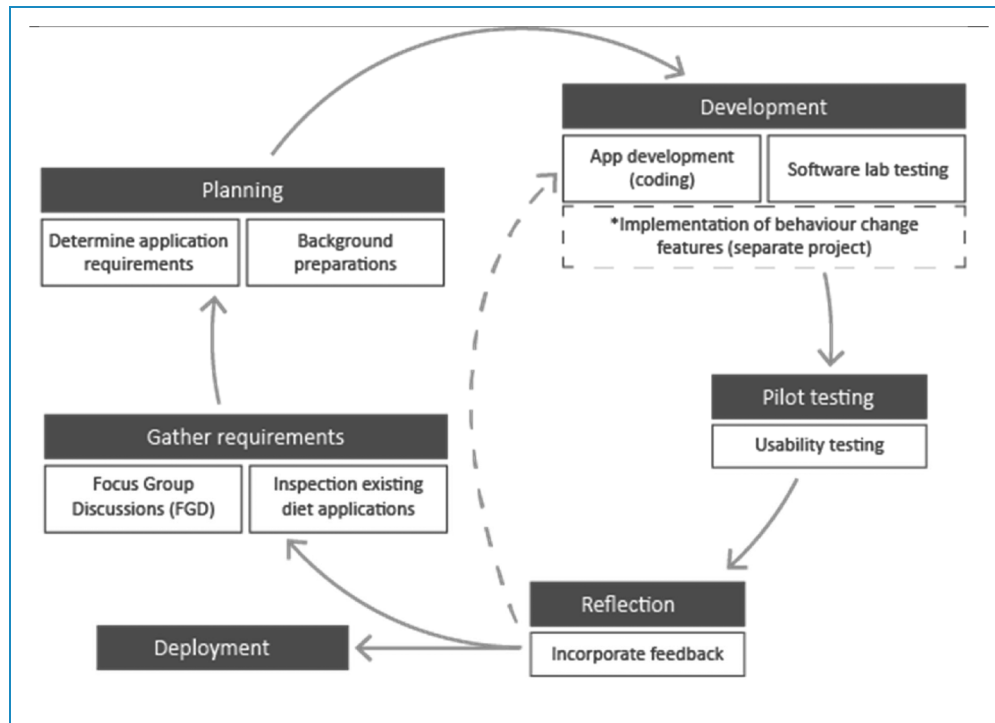 Development
App development
(coding)
Software lab testing
*Implementation of behaviour change
features (separate project)
Planning
Determine application
requirements
Background
preparations
Pilot testing
Usability testing
Gather requirements
Focus Group
Discussions (FGD)
Inspection existing
diet applications
Reflection
Incorporate feedback
Deployment